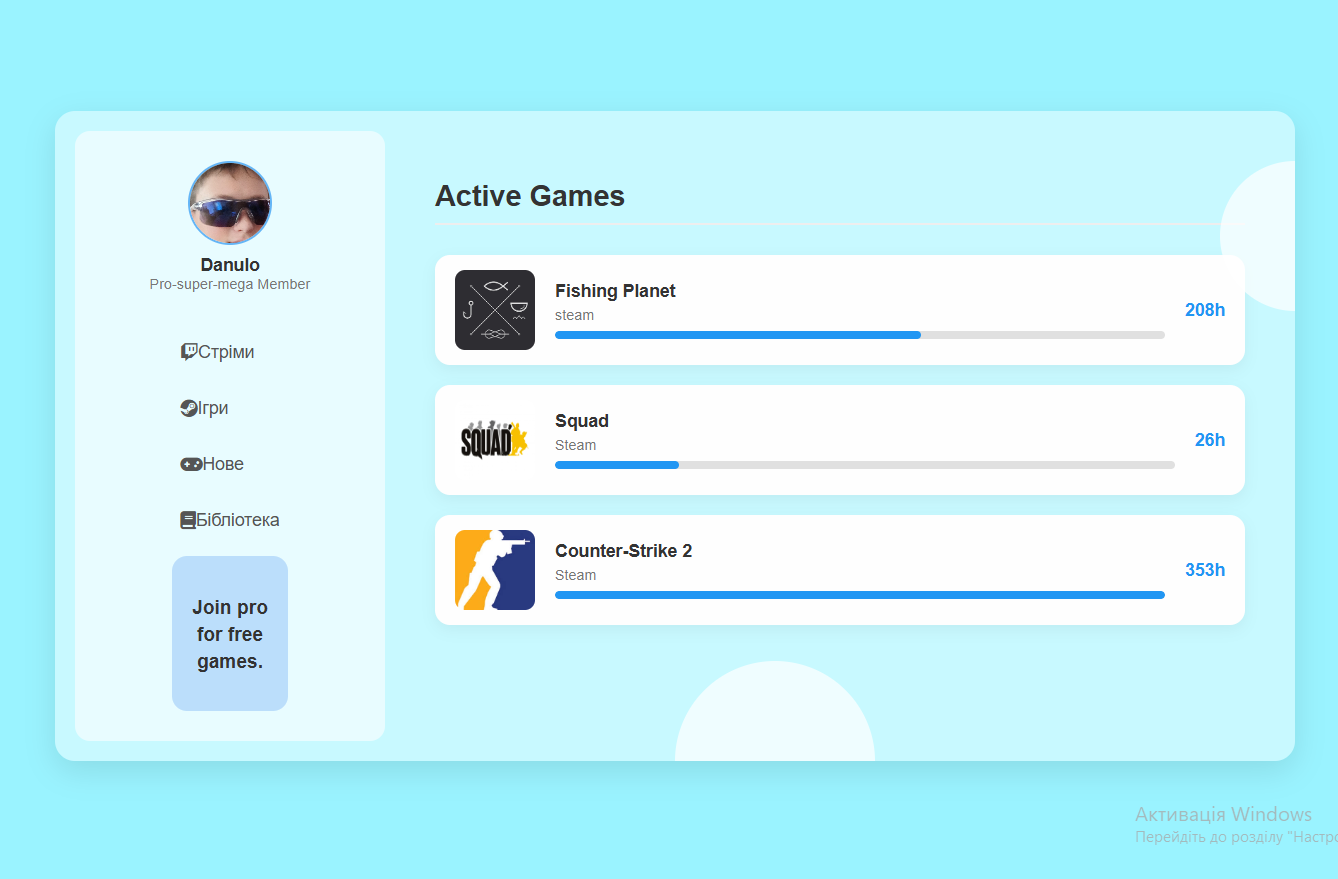 Danulo
Pro-super-mega Member
Стріми
Ігри
Нове
Бібліотека
Join pro
for free
games.
Active Games
Fishing Planet
steam
208h
SQUAD
Squad
Steam
26h
Counter-Strike 2
Steam
353h
Активація Windows
Перейдіть до розділу "Настро